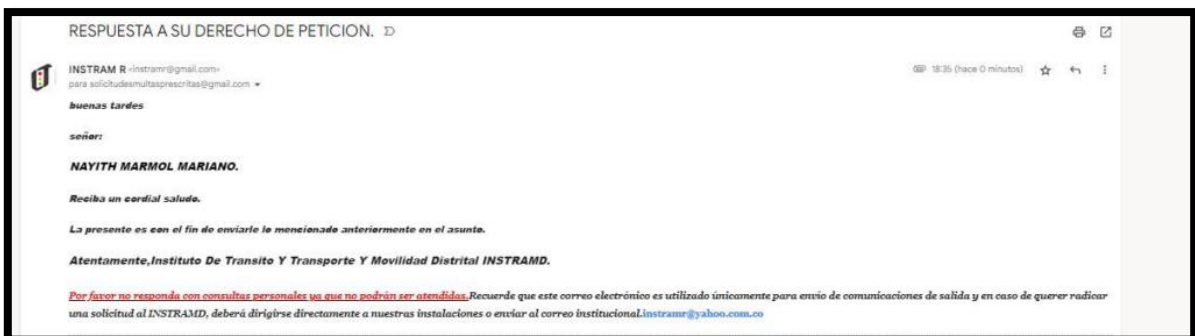 RESPUESTA A SU DERECHO DE PETICION.
INSTRAM R <instramr@gmail.com>
18:35 (hace 0 minutos)
para solicitudesmultasprescritas@gmail.com
buenas tardes
señor:
NAYITH MARMOL MARIANO.
Reciba un cordial saludo.
La presente es con el fin de enviarle lo mencionado anteriormente en el asunto.
Atentamente,Instituto De Transito Y Transporte Y Movilidad Distrital INSTRAMD.
Por favor no responda con consultas personales ya que no podrán ser atendidas.Recuerde que este correo electrónico es utilizado únicamente para envío de comunicaciones de salida y en caso de querer radicar
una solicitud al INSTRAMD, deberá dirigirse directamente a nuestras instalaciones o enviar al correo institucional.instramr@yahoo.com.co